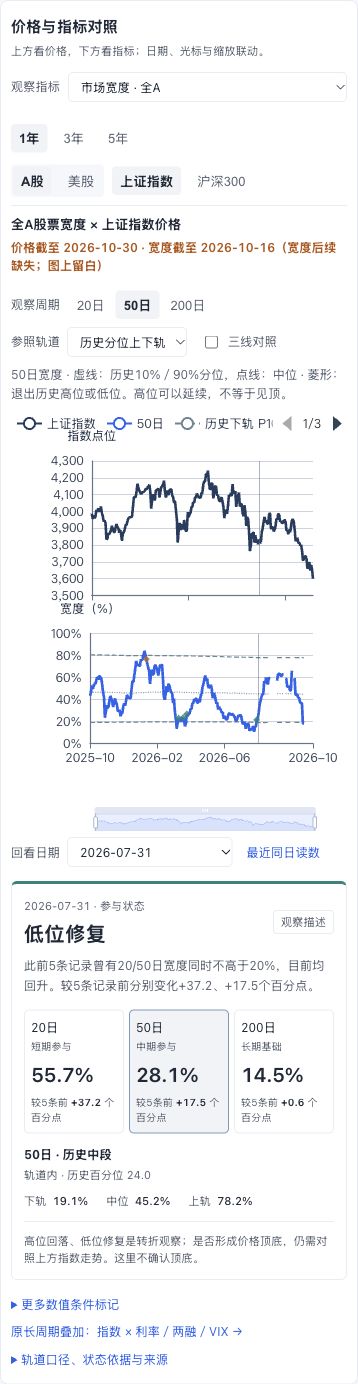 价格与指标对照
上方看价格，下方看指标；日期、光标与缩放联动。
观察指标 市场宽度 · 全A
1年 3年 5年
A股 美股 上证指数 沪深300
全A股票宽度 × 上证指数价格
价格截至 2026-10-30 · 宽度截至 2026-10-16（宽度后续
缺失；图上留白）
观察周期 20日 50日 200日
参照轨道 历史分位上下轨 三线对照
50日宽度 · 虚线：历史10% / 90%分位，点线：中位 · 菱形：
退出历史高位或低位。高位可以延续，不等于见顶。
上证指数 50日 · 历史下轨 P1 1/3
指数点位
4,300
4,200
4,100
4,000
3,900
3,800
3,700
3,600
3,500
宽度（%）
100%
80%
60%
40%
20%
0%
2025-10 2026-02 2026-06 2026-10
回看日期 2026-07-31 最近同日读数
2026-07-31 · 参与状态
低位修复
观察描述
此前5条记录曾有20/50日宽度同时不高于20%，目前均
回升。较5条记录前分别变化+37.2、+17.5个百分点。
20日
短期参与
55.7%
较5条前 +37.2 个
百分点
50日
中期参与
28.1%
较5条前 +17.5 个
百分点
200日
长期基础
14.5%
较5条前 +0.6 个
百分点
50日 · 历史中段
轨道内 · 历史百分位 24.0
下轨 19.1% 中位 45.2% 上轨 78.2%
高位回落、低位修复是转折观察；是否形成价格顶底，仍需对
照上方指数走势。这里不确认顶底。
更多数值条件标记
原长周期叠加：指数 × 利率 / 两融 / VIX →
轨道口径、状态依据与来源